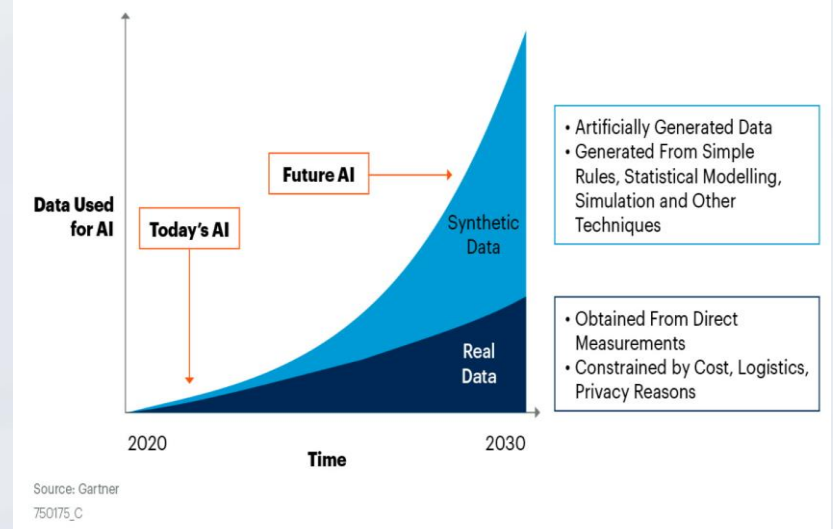 Data Used
for AI
Today's AI
Future AI
Synthetic
Data
Real
Data
• Artificially Generated Data
• Generated From Simple
Rules, Statistical Modelling,
Simulation and Other
Techniques
• Obtained From Direct
Measurements
• Constrained by Cost, Logistics,
Privacy Reasons
2020
2030
Time
Source: Gartner
750175_C